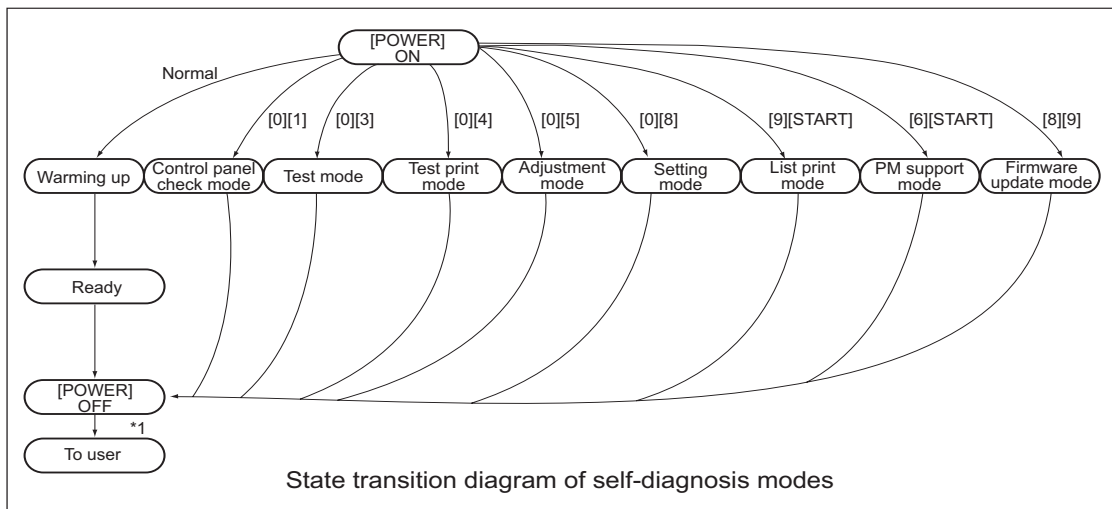 [POWER]
ON
Normal
[0][1]
[0][3]
[0][4]
[0][5]
[0][8]
[9][START]
[6][START]
[8][9]
Warming up
Control panel
check mode
Test mode
Test print
mode
Adjustment
mode
Setting
mode
List print
mode
PM support
mode
Firmware
update mode
Ready
[POWER]
OFF
*1
To user
State transition diagram of self-diagnosis modes